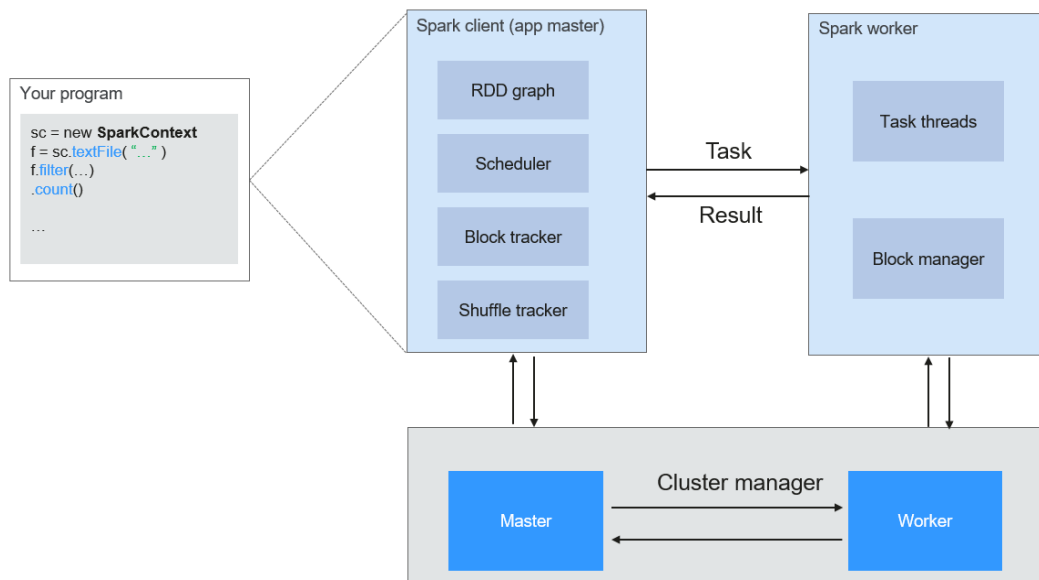 Your program
sc = new SparkContext
f = sc.textFile( “…” )
f.filter(…)
.count()
…
Spark client (app master)
RDD graph
Scheduler
Block tracker
Shuffle tracker
Task
Result
Spark worker
Task threads
Block manager
Cluster manager
Master
Worker